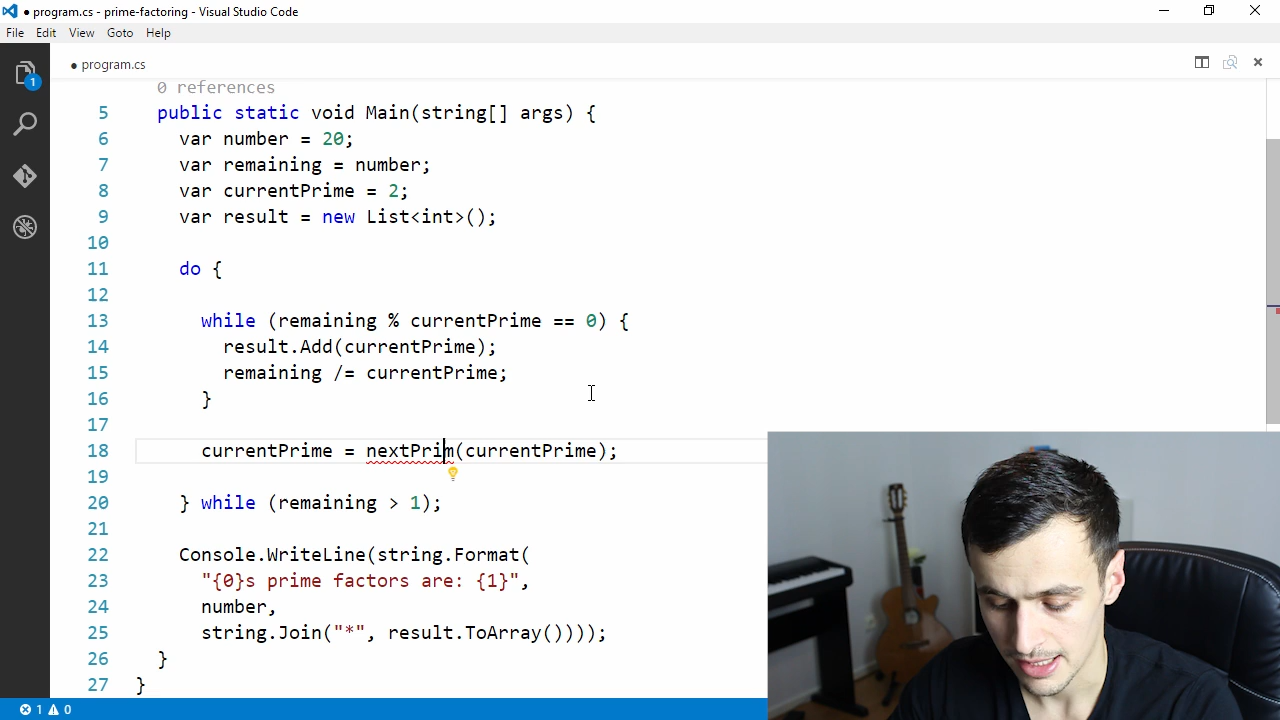 ● program.cs - prime-factoring - Visual Studio Code
File Edit View Goto Help
1
● program.cs
0 references
5 public static void Main(string[] args) {
6 var number = 20;
7 var remaining = number;
8 var currentPrime = 2;
9 var result = new List<int>();
10
11 do {
12
13 while (remaining % currentPrime == 0) {
14 result.Add(currentPrime);
15 remaining /= currentPrime;
16 }
17
18 currentPrime = nextPrim(currentPrime);
19
20 } while (remaining > 1);
21
22 Console.WriteLine(string.Format(
23 "{0}s prime factors are: {1}",
24 number,
25 string.Join("*", result.ToArray())));
26 }
27 }
1 0